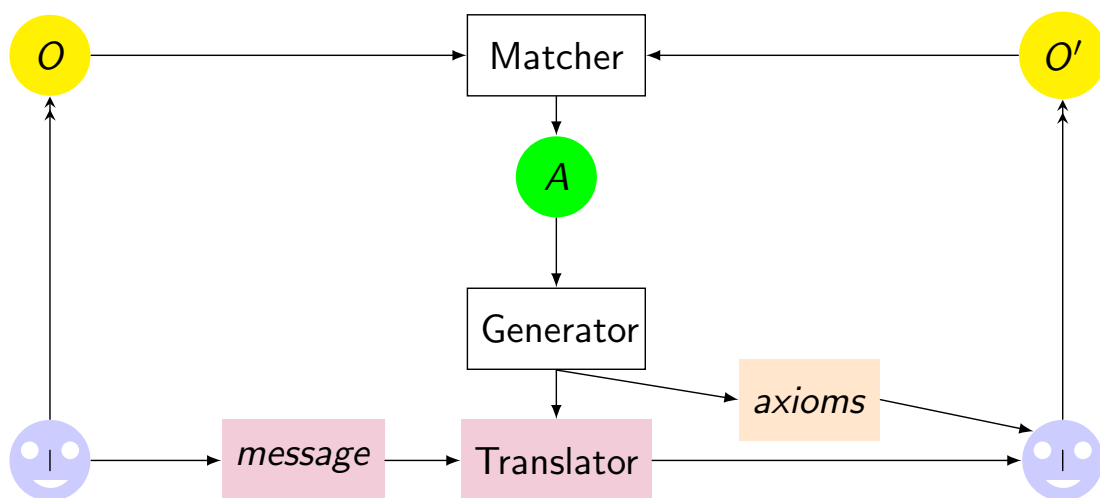 O
Matcher
O′
A
Generator
axioms
message
Translator